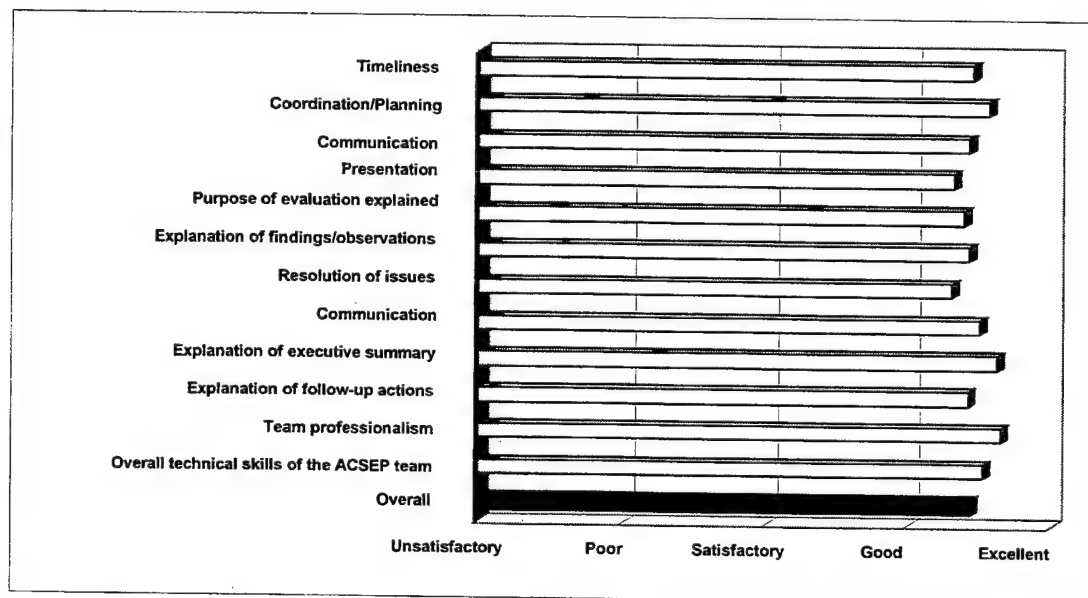 Timeliness
Coordination/Planning
Communication
Presentation
Purpose of evaluation explained
Explanation of findings/observations
Resolution of issues
Communication
Explanation of executive summary
Explanation of follow-up actions
Team professionalism
Overall technical skills of the ACSEP team
Overall
Unsatisfactory Poor Satisfactory Good Excellent